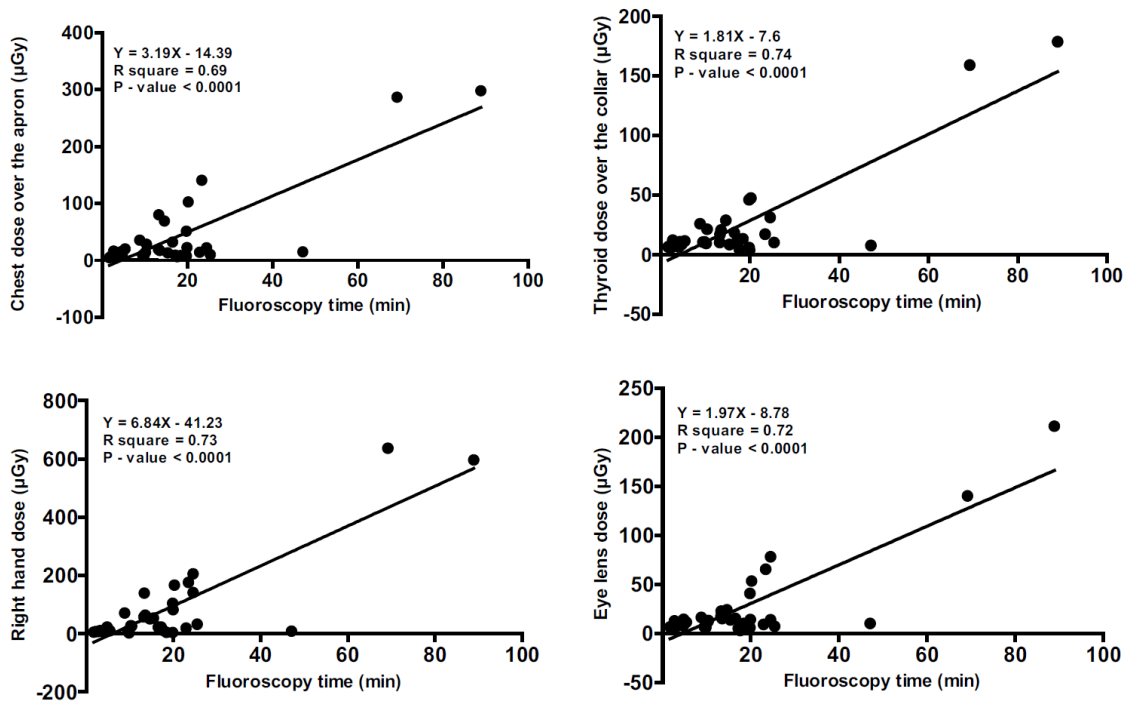 Chest dose over the apron (µGy)
400
300
200
100
0
-100
Y = 3.19X - 14.39
R square = 0.69
P - value < 0.0001
20 40 60 80 100
Fluoroscopy time (min)
Thyroid dose over the collar (µGy)
200
150
100
50
0
-50
Y = 1.81X - 7.6
R square = 0.74
P - value < 0.0001
20 40 60 80 100
Fluoroscopy time (min)
Right hand dose (µGy)
800
600
400
200
0
-200
Y = 6.84X - 41.23
R square = 0.73
P - value < 0.0001
20 40 60 80 100
Fluoroscopy time (min)
Eye lens dose (µGy)
250
200
150
100
50
0
-50
Y = 1.97X - 8.78
R square = 0.72
P - value < 0.0001
20 40 60 80 100
Fluoroscopy time (min)